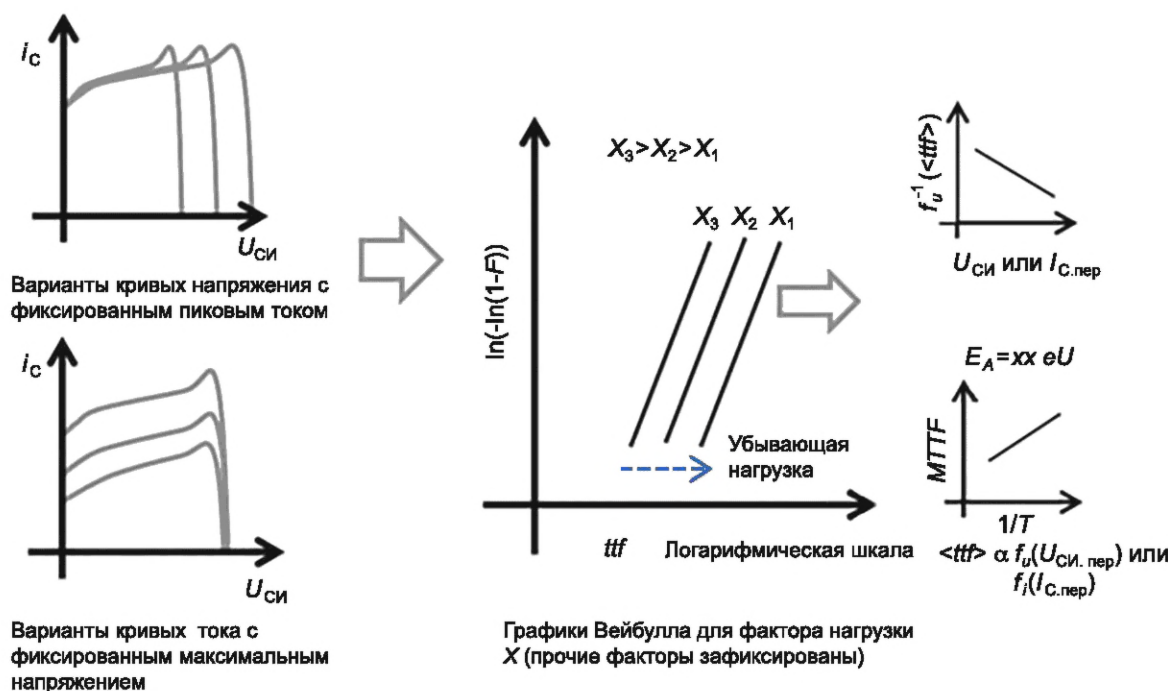 i_C
U_СИ
Варианты кривых напряжения с
фиксированным пиковым током
i_C
U_СИ
Варианты кривых тока с
фиксированным максимальным
напряжением
ln(-ln(1-F))
X₃>X₂>X₁
X₃ X₂ X₁
Убывающая
нагрузка
ttf Логарифмическая шкала
Графики Вейбулла для фактора нагрузки
X (прочие факторы зафиксированы)
f_u⁻¹ (<ttf>)
U_СИ или I_С.пер
E_A=xx eU
MTTF
1/T
<ttf> α f_u(U_СИ. пер) или
f_i(I_С.пер)